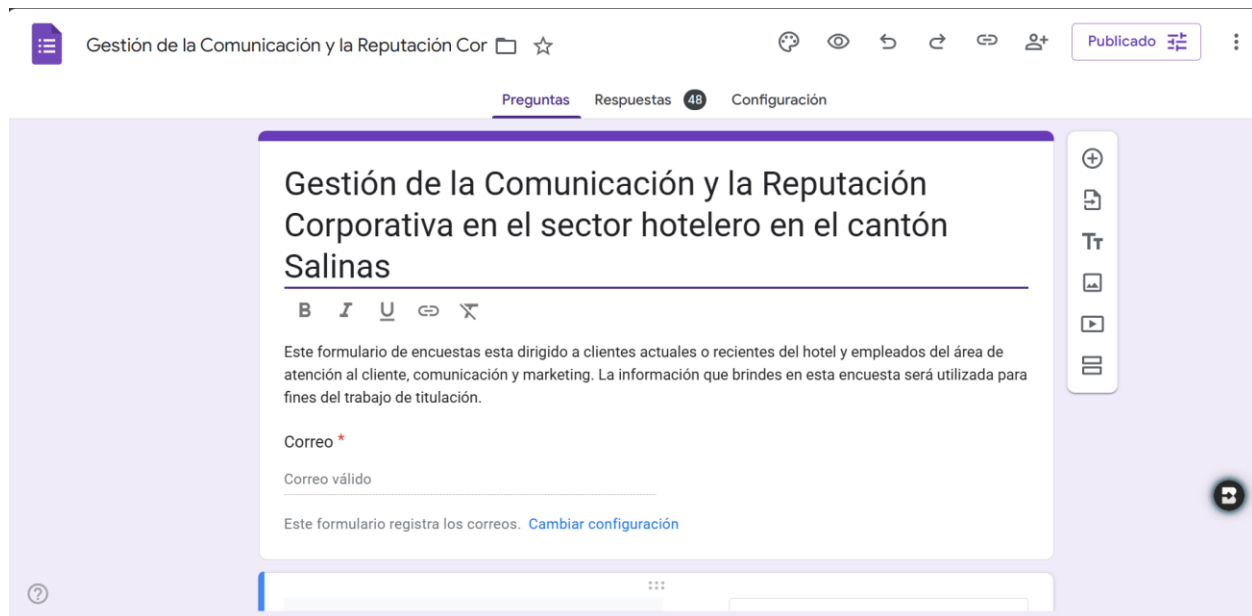 Gestión de la Comunicación y la Reputación Cor
Publicado
Preguntas Respuestas 48 Configuración
Gestión de la Comunicación y la Reputación
Corporativa en el sector hotelero en el cantón
Salinas
B I U
Este formulario de encuestas esta dirigido a clientes actuales o recientes del hotel y empleados del área de
atención al cliente, comunicación y marketing. La información que brindes en esta encuesta será utilizada para
fines del trabajo de titulación.
Correo *
Correo válido
Este formulario registra los correos. Cambiar configuración